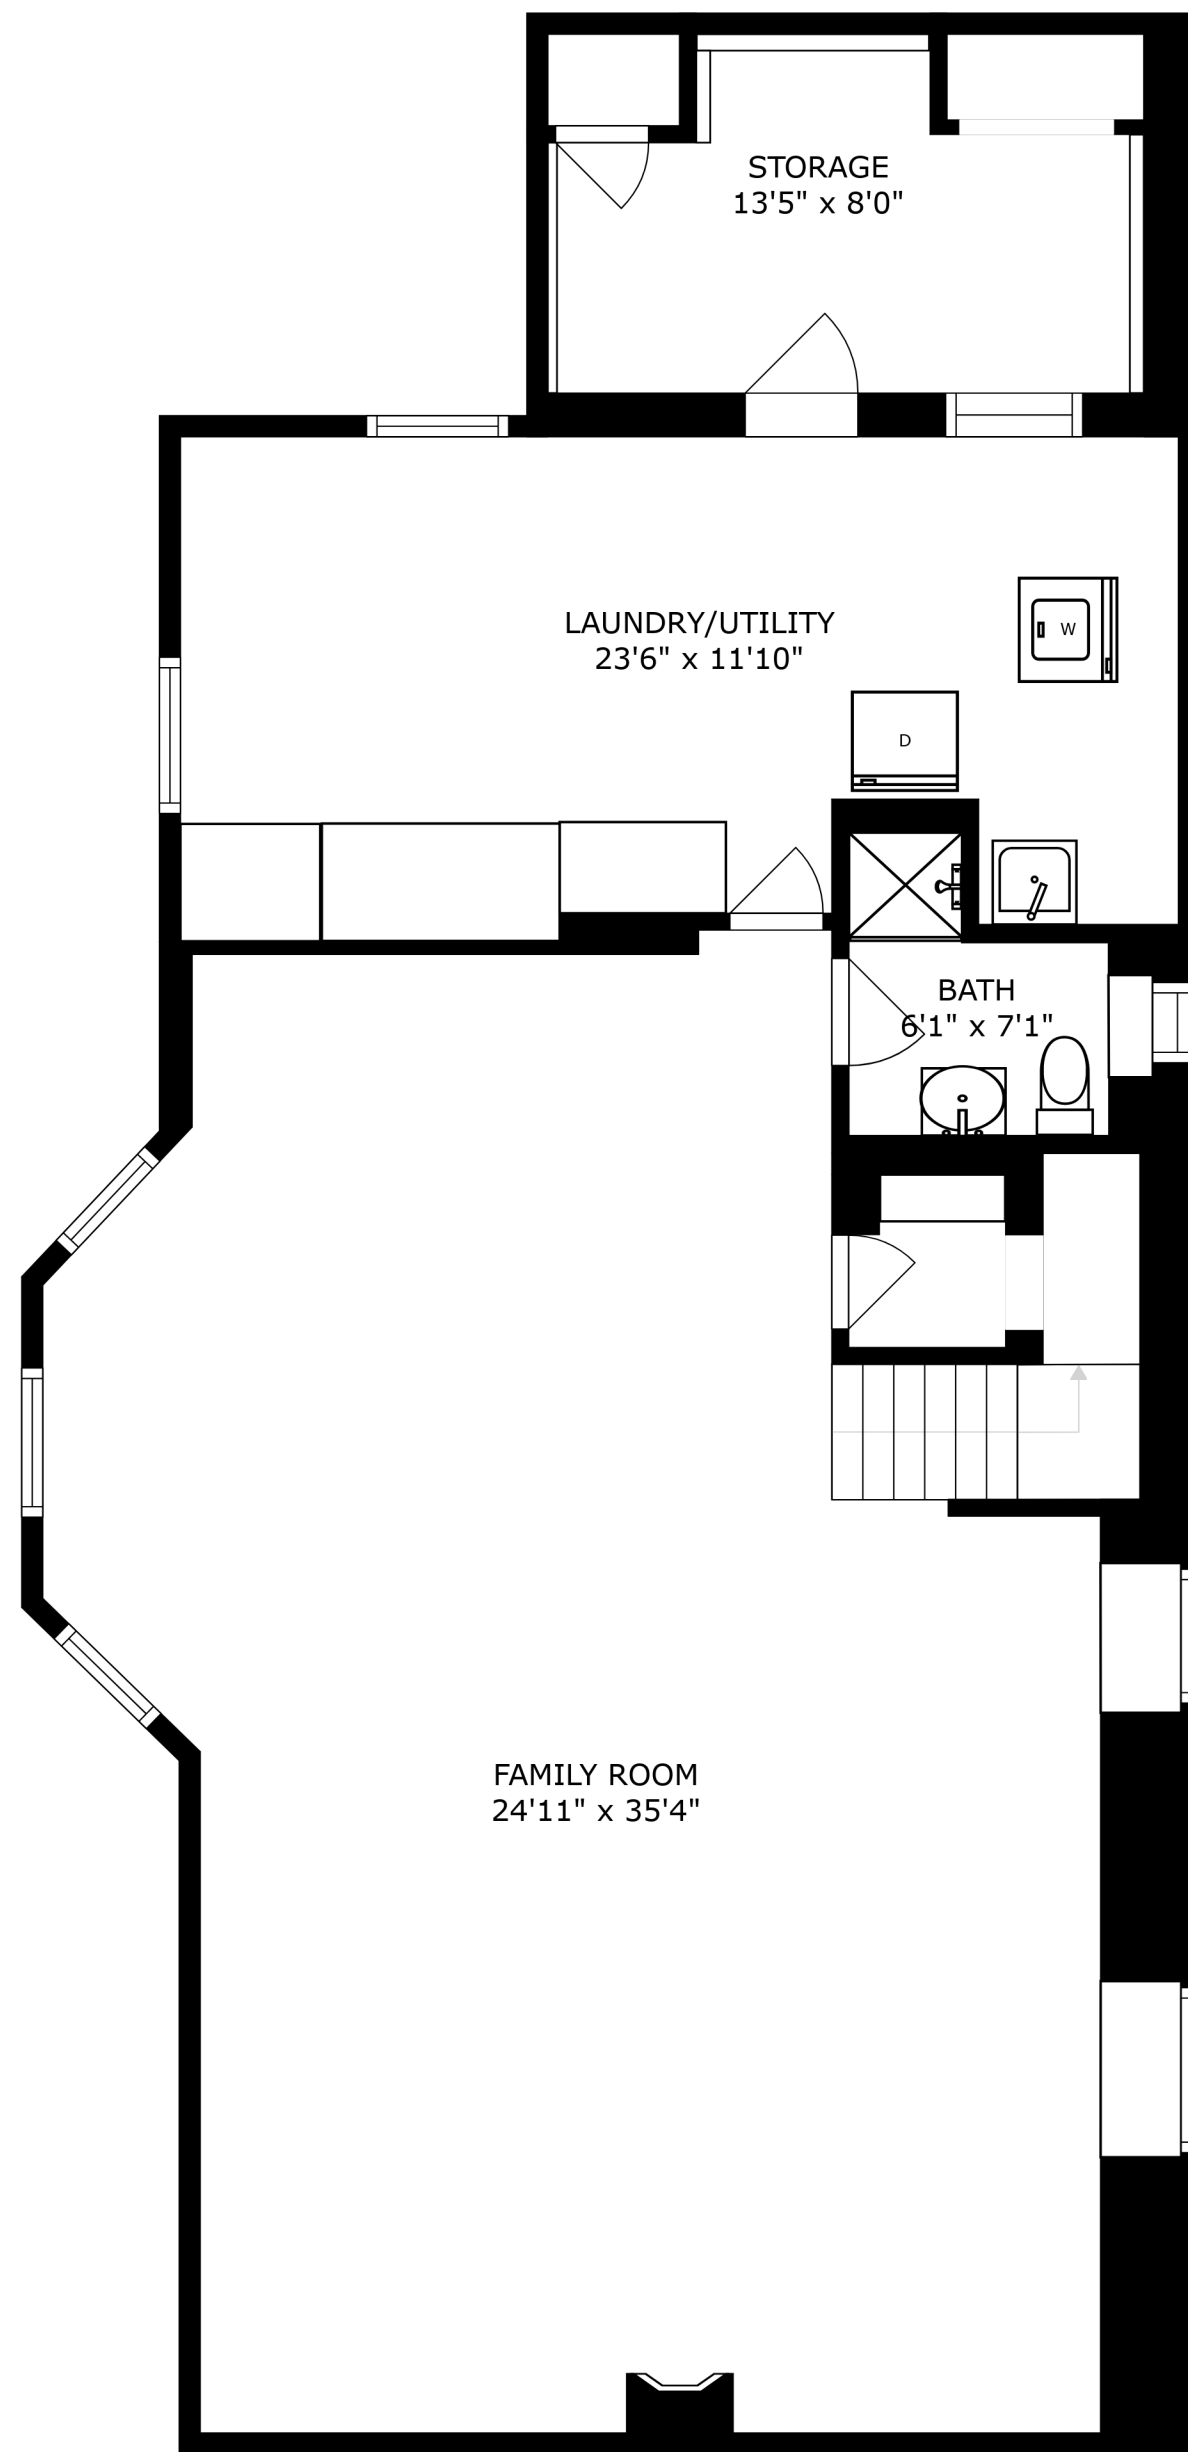 STORAGE
13'5" x 8'0"
LAUNDRY/UTILITY
23'6" x 11'10"
W
D
BATH
6'1" x 7'1"
FAMILY ROOM
24'11" x 35'4"